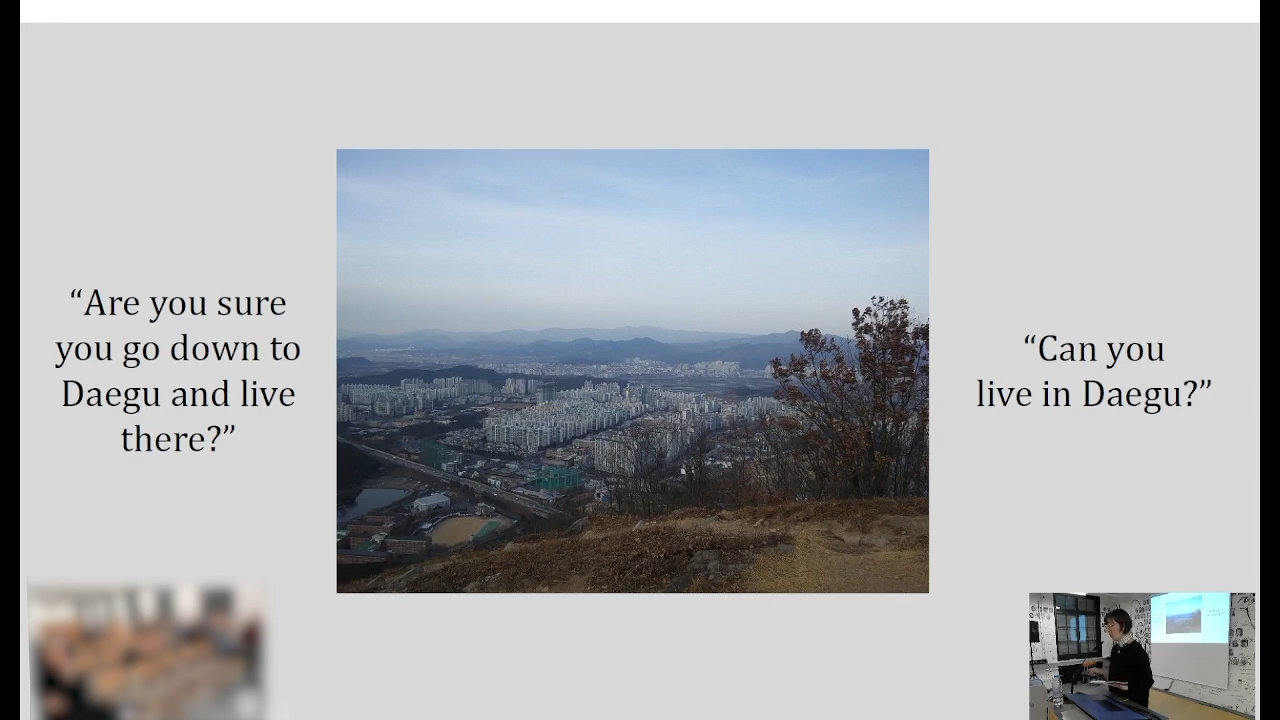 “Are you sure
you go down to
Daegu and live
there?”
“Can you
live in Daegu?”